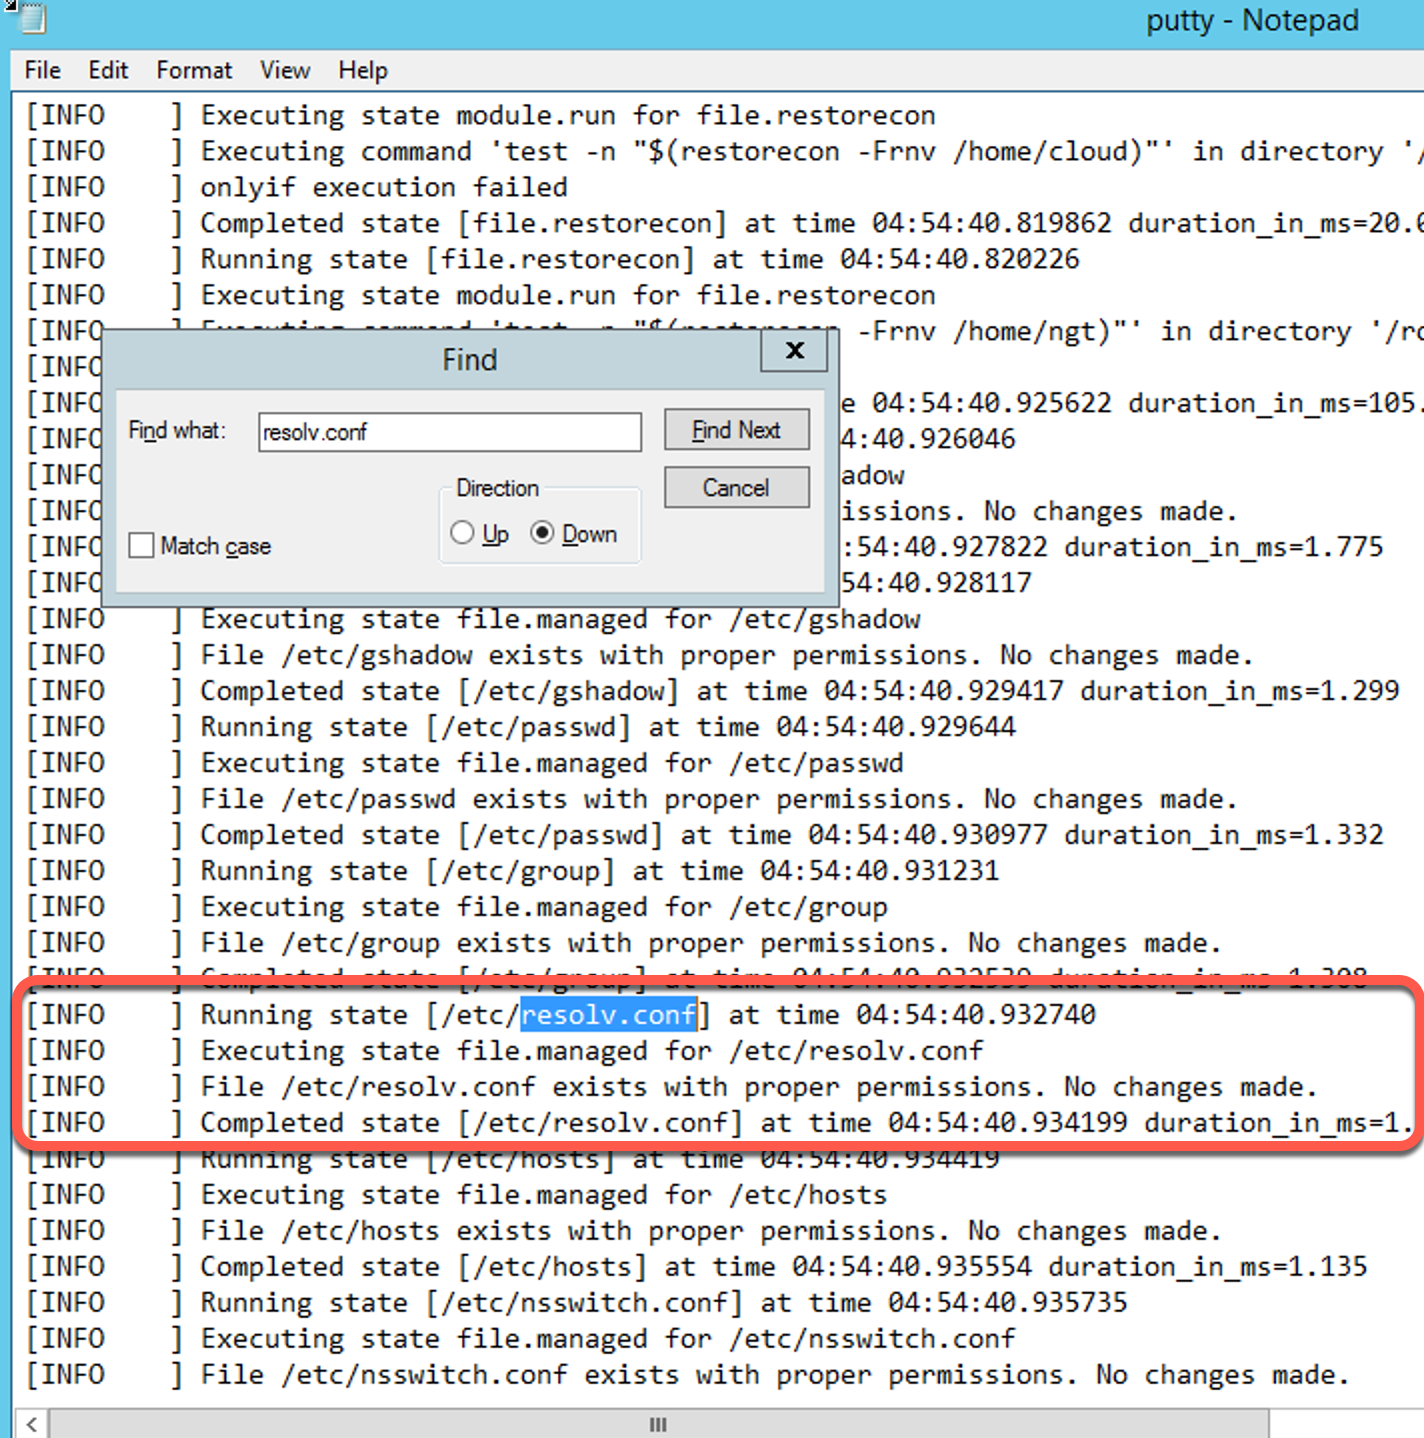 putty - Notepad
File Edit Format View Help
[INFO    ] Executing state module.run for file.restorecon
[INFO    ] Executing command 'test -n "$(restorecon -Frnv /home/cloud)"' in directory '/
[INFO    ] onlyif execution failed
[INFO    ] Completed state [file.restorecon] at time 04:54:40.819862 duration_in_ms=20.0
[INFO    ] Running state [file.restorecon] at time 04:54:40.820226
[INFO    ] Executing state module.run for file.restorecon
[INFO    ] Executing command 'test -n "$(restorecon -Frnv /home/ngt)"' in directory '/ro
[INFO
[INFO e 04:54:40.925622 duration_in_ms=105.
[INFO 4:40.926046
[INFO adow
[INFO issions. No changes made.
[INFO :54:40.927822 duration_in_ms=1.775
[INFO 54:40.928117
Find
X
Find what: resolv.conf Find Next
Direction Cancel
Up Down
Match case
[INFO    ] Executing state file.managed for /etc/gshadow
[INFO    ] File /etc/gshadow exists with proper permissions. No changes made.
[INFO    ] Completed state [/etc/gshadow] at time 04:54:40.929417 duration_in_ms=1.299
[INFO    ] Running state [/etc/passwd] at time 04:54:40.929644
[INFO    ] Executing state file.managed for /etc/passwd
[INFO    ] File /etc/passwd exists with proper permissions. No changes made.
[INFO    ] Completed state [/etc/passwd] at time 04:54:40.930977 duration_in_ms=1.332
[INFO    ] Running state [/etc/group] at time 04:54:40.931231
[INFO    ] Executing state file.managed for /etc/group
[INFO    ] File /etc/group exists with proper permissions. No changes made.
[INFO    ] Completed state [/etc/group] at time 04:54:40.932539 duration_in_ms=1.308
[INFO    ] Running state [/etc/resolv.conf] at time 04:54:40.932740
[INFO    ] Executing state file.managed for /etc/resolv.conf
[INFO    ] File /etc/resolv.conf exists with proper permissions. No changes made.
[INFO    ] Completed state [/etc/resolv.conf] at time 04:54:40.934199 duration_in_ms=1.
[INFO    ] Running state [/etc/hosts] at time 04:54:40.934419
[INFO    ] Executing state file.managed for /etc/hosts
[INFO    ] File /etc/hosts exists with proper permissions. No changes made.
[INFO    ] Completed state [/etc/hosts] at time 04:54:40.935554 duration_in_ms=1.135
[INFO    ] Running state [/etc/nsswitch.conf] at time 04:54:40.935735
[INFO    ] Executing state file.managed for /etc/nsswitch.conf
[INFO    ] File /etc/nsswitch.conf exists with proper permissions. No changes made.